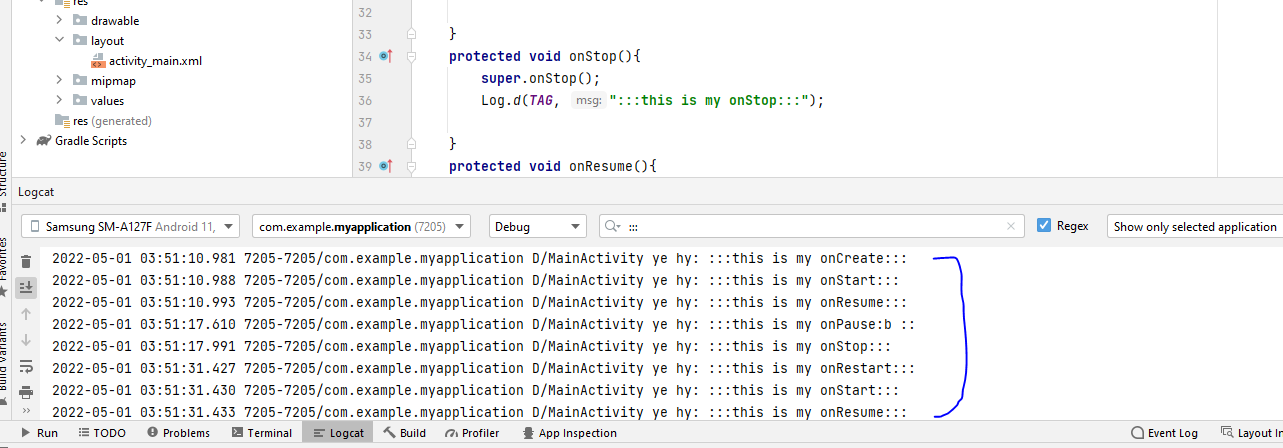 res
drawable
layout
activity_main.xml
mipmap
values
res (generated)
Gradle Scripts
32
33 }
34 protected void onStop(){
35 super.onStop();
36 Log.d(TAG, msg: ":::this is my onStop:::");
37
38 }
39 protected void onResume(){
Structure
Favorites
Build Variants
Logcat
Samsung SM-A127F Android 11, com.example.myapplication (7205) Debug ::: Regex Show only selected application
2022-05-01 03:51:10.981 7205-7205/com.example.myapplication D/MainActivity ye hy: :::this is my onCreate:::
2022-05-01 03:51:10.988 7205-7205/com.example.myapplication D/MainActivity ye hy: :::this is my onStart:::
2022-05-01 03:51:10.993 7205-7205/com.example.myapplication D/MainActivity ye hy: :::this is my onResume:::
2022-05-01 03:51:17.610 7205-7205/com.example.myapplication D/MainActivity ye hy: :::this is my onPause:b ::
2022-05-01 03:51:17.991 7205-7205/com.example.myapplication D/MainActivity ye hy: :::this is my onStop:::
2022-05-01 03:51:31.427 7205-7205/com.example.myapplication D/MainActivity ye hy: :::this is my onRestart:::
2022-05-01 03:51:31.430 7205-7205/com.example.myapplication D/MainActivity ye hy: :::this is my onStart:::
2022-05-01 03:51:31.433 7205-7205/com.example.myapplication D/MainActivity ye hy: :::this is my onResume:::
Run TODO Problems Terminal Logcat Build Profiler App Inspection Event Log Layout In